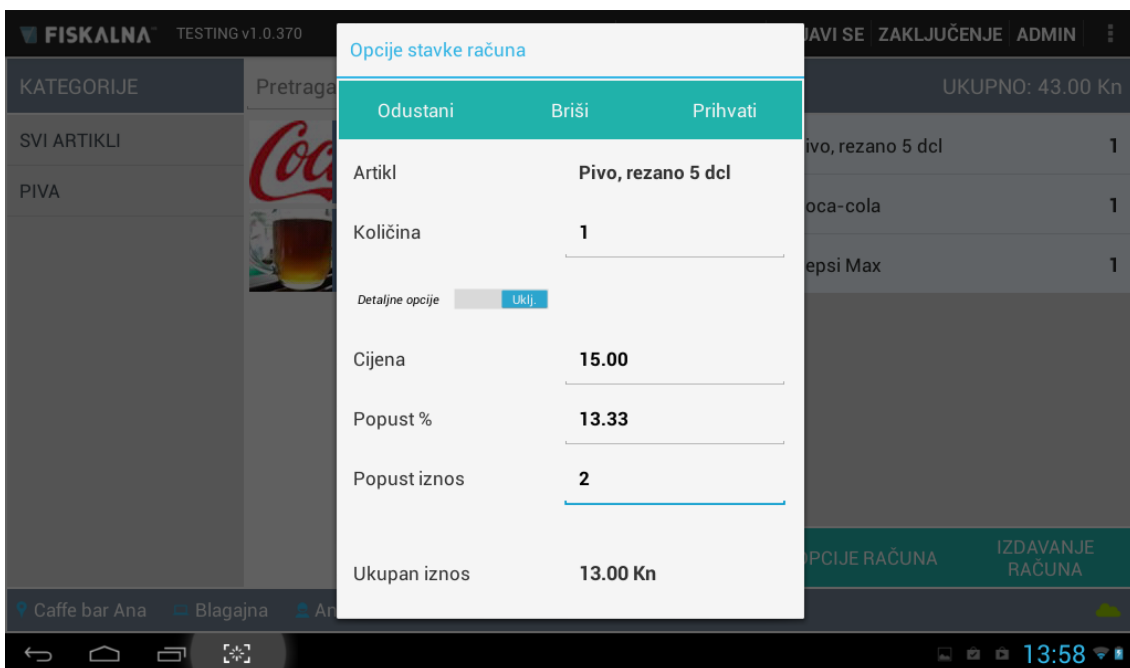 FISKALNA TESTING v1.0.370
JAVI SE ZAKLJUČENJE ADMIN
KATEGORIJE
Pretraga
UKUPNO: 43.00 Kn
SVI ARTIKLI
PIVA
Coc
ivo, rezano 5 dcl 1
oca-cola 1
epsi Max 1
Opcije stavke računa
Odustani Briši Prihvati
Artikl Pivo, rezano 5 dcl
Količina 1
Detaljne opcije Uklj.
Cijena 15.00
Popust % 13.33
Popust iznos 2
Ukupan iznos 13.00 Kn
OPCIJE RAČUNA
IZDAVANJE
RAČUNA
Caffe bar Ana Blagajna An
13:58